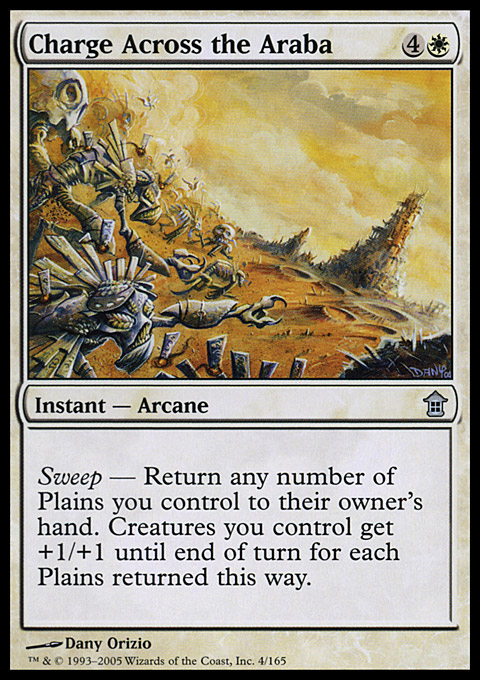 Charge Across the Araba 4
DANY 00
Instant — Arcane
Sweep — Return any number of
Plains you control to their owner's
hand. Creatures you control get
+1/+1 until end of turn for each
Plains returned this way.
Dany Orizio
™ & © 1993–2005 Wizards of the Coast, Inc. 4/165